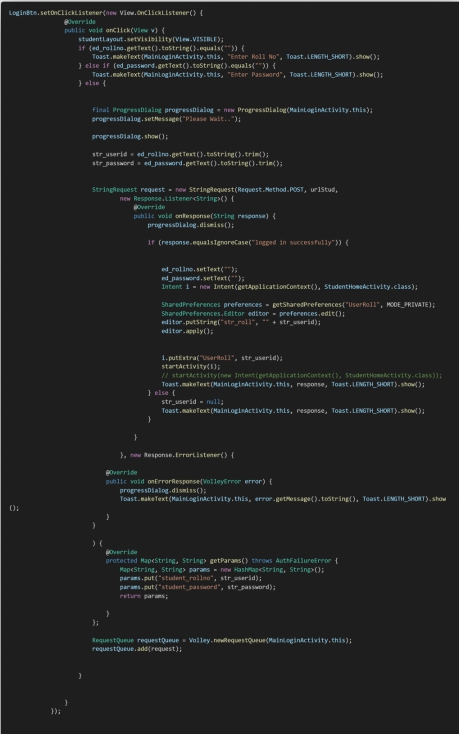 LoginBtn.setOnClickListener(new View.OnClickListener() {
@Override
public void onClick(View v) {
studentLayout.setVisibility(View.VISIBLE);
if (ed_rollno.getText().toString().equals("")) {
Toast.makeText(MainLoginActivity.this, "Enter Roll No", Toast.LENGTH_SHORT).show();
} else if (ed_password.getText().toString().equals("")) {
Toast.makeText(MainLoginActivity.this, "Enter Password", Toast.LENGTH_SHORT).show();
} else {
final ProgressDialog progressDialog = new ProgressDialog(MainLoginActivity.this);
progressDialog.setMessage("Please Wait..");
progressDialog.show();
str_userid = ed_rollno.getText().toString().trim();
str_password = ed_password.getText().toString().trim();
StringRequest request = new StringRequest(Request.Method.POST, urlStud,
new Response.Listener<String>() {
@Override
public void onResponse(String response) {
progressDialog.dismiss();
if (response.equalsIgnoreCase("logged in successfully")) {
ed_rollno.setText("");
ed_password.setText("");
Intent i = new Intent(getApplicationContext(), StudentHomeActivity.class);
SharedPreferences preferences = getSharedPreferences("UserRoll", MODE_PRIVATE);
SharedPreferences.Editor editor = preferences.edit();
editor.putString("str_roll", "" + str_userid);
editor.apply();
i.putExtra("UserRoll", str_userid);
startActivity(i);
// startActivity(new Intent(getApplicationContext(), StudentHomeActivity.class));
Toast.makeText(MainLoginActivity.this, response, Toast.LENGTH_SHORT).show();
} else {
str_userid = null;
Toast.makeText(MainLoginActivity.this, response, Toast.LENGTH_SHORT).show();
}
}
}, new Response.ErrorListener() {
@Override
public void onErrorResponse(VolleyError error) {
progressDialog.dismiss();
Toast.makeText(MainLoginActivity.this, error.getMessage().toString(), Toast.LENGTH_SHORT).show
();
}
}
) {
@Override
protected Map<String, String> getParams() throws AuthFailureError {
Map<String, String> params = new HashMap<String, String>();
params.put("student_rollno", str_userid);
params.put("student_password", str_password);
return params;
}
};
RequestQueue requestQueue = Volley.newRequestQueue(MainLoginActivity.this);
requestQueue.add(request);
}
}
});